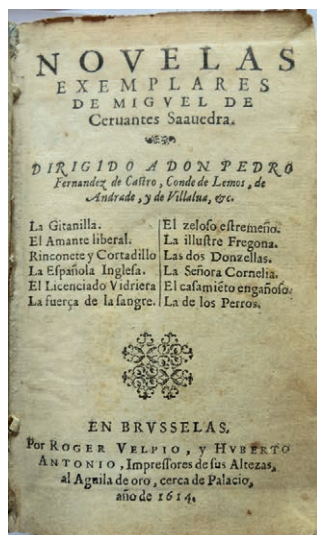 NOVELAS
EXEMPLARES
DE MIGVEL DE
Ceruantes Saauedra.
DIRIGIDO A DON PEDRO
Fernandez de Caſtro, Conde de Lemos, de
Andrade, y de Villalua, &c.
La Gitanilla.
El Amante liberal.
Rinconete y Cortadillo
La Eſpañola Ingleſa.
El Licenciado Vidriera
La fuerça de la ſangre.
El zeloſo eſtremeño.
La illuſtre Fregona.
Las dos Donzellas.
La Señora Cornelia.
El caſamiẽto engañoſo.
La de los Perros.
EN BRVSSELAS,
Por ROGER VELPIO, y HVBERTO
ANTONIO, Impreſſores de ſus Altezas,
al Aguila de oro, cerca de Palacio,
año de 1614.